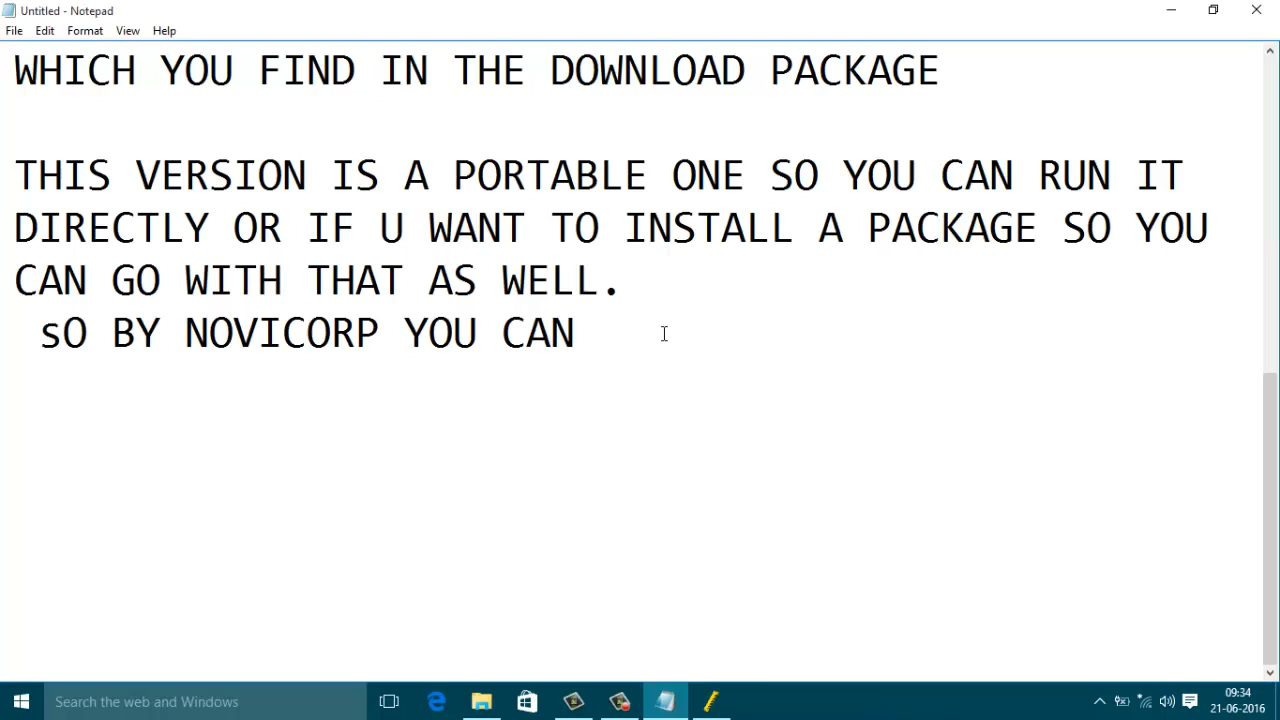 Untitled - Notepad
File Edit Format View Help
WHICH YOU FIND IN THE DOWNLOAD PACKAGE
THIS VERSION IS A PORTABLE ONE SO YOU CAN RUN IT
DIRECTLY OR IF U WANT TO INSTALL A PACKAGE SO YOU
CAN GO WITH THAT AS WELL.
sO BY NOVICORP YOU CAN
Search the web and Windows
09:34
21-06-2016